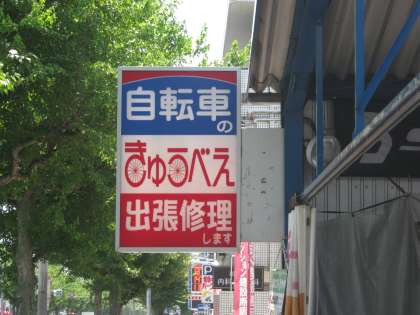 自転車の
きゅうべえ
出張修理
します